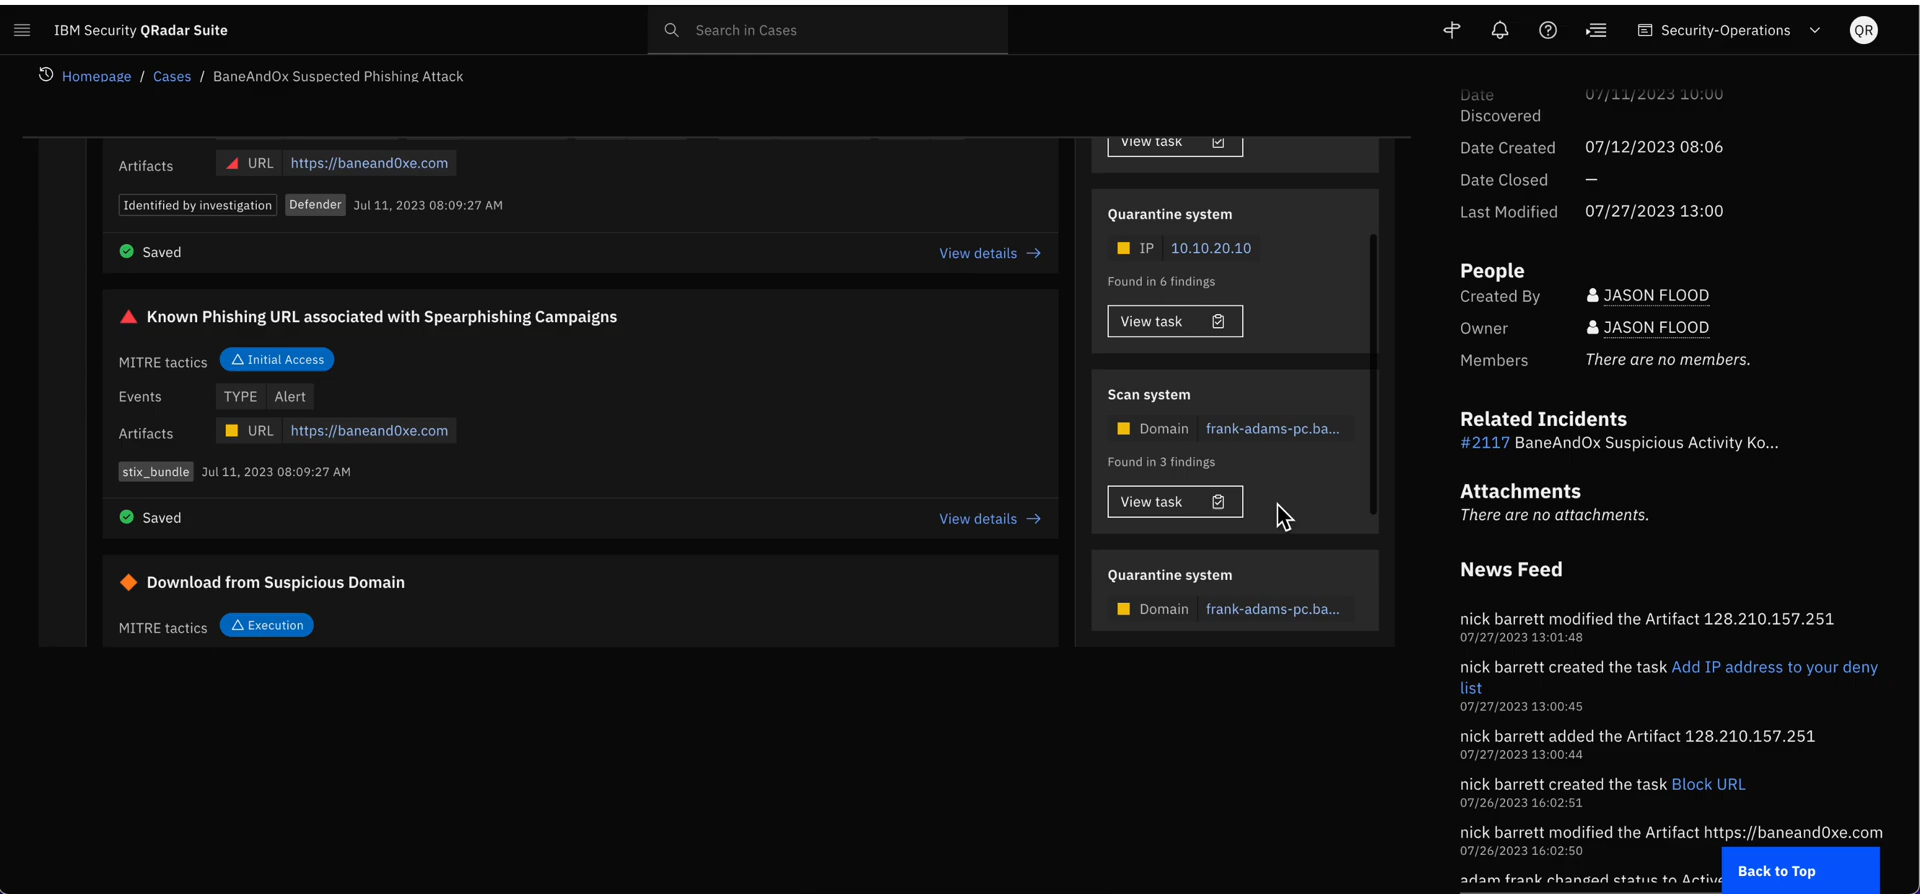 IBM Security QRadar Suite
Search in Cases
Security-Operations
QR
Homepage / Cases / BaneAndOx Suspected Phishing Attack
Artifacts URL https://baneand0xe.com
Identified by investigation Defender Jul 11, 2023 08:09:27 AM
Saved View details →
Known Phishing URL associated with Spearphishing Campaigns
MITRE tactics Initial Access
Events TYPE Alert
Artifacts URL https://baneand0xe.com
stix_bundle Jul 11, 2023 08:09:27 AM
Saved View details →
Download from Suspicious Domain
MITRE tactics Execution
View task
Quarantine system
IP 10.10.20.10
Found in 6 findings
View task
Scan system
Domain frank-adams-pc.ba...
Found in 3 findings
View task
Quarantine system
Domain frank-adams-pc.ba...
Date 07/11/2023 10:00
Discovered
Date Created 07/12/2023 08:06
Date Closed —
Last Modified 07/27/2023 13:00
People
Created By JASON FLOOD
Owner JASON FLOOD
Members There are no members.
Related Incidents
#2117 BaneAndOx Suspicious Activity Ko...
Attachments
There are no attachments.
News Feed
nick barrett modified the Artifact 128.210.157.251
07/27/2023 13:01:48
nick barrett created the task Add IP address to your deny
list
07/27/2023 13:00:45
nick barrett added the Artifact 128.210.157.251
07/27/2023 13:00:44
nick barrett created the task Block URL
07/26/2023 16:02:51
nick barrett modified the Artifact https://baneand0xe.com
07/26/2023 16:02:50
adam frank changed status to Active
Back to Top